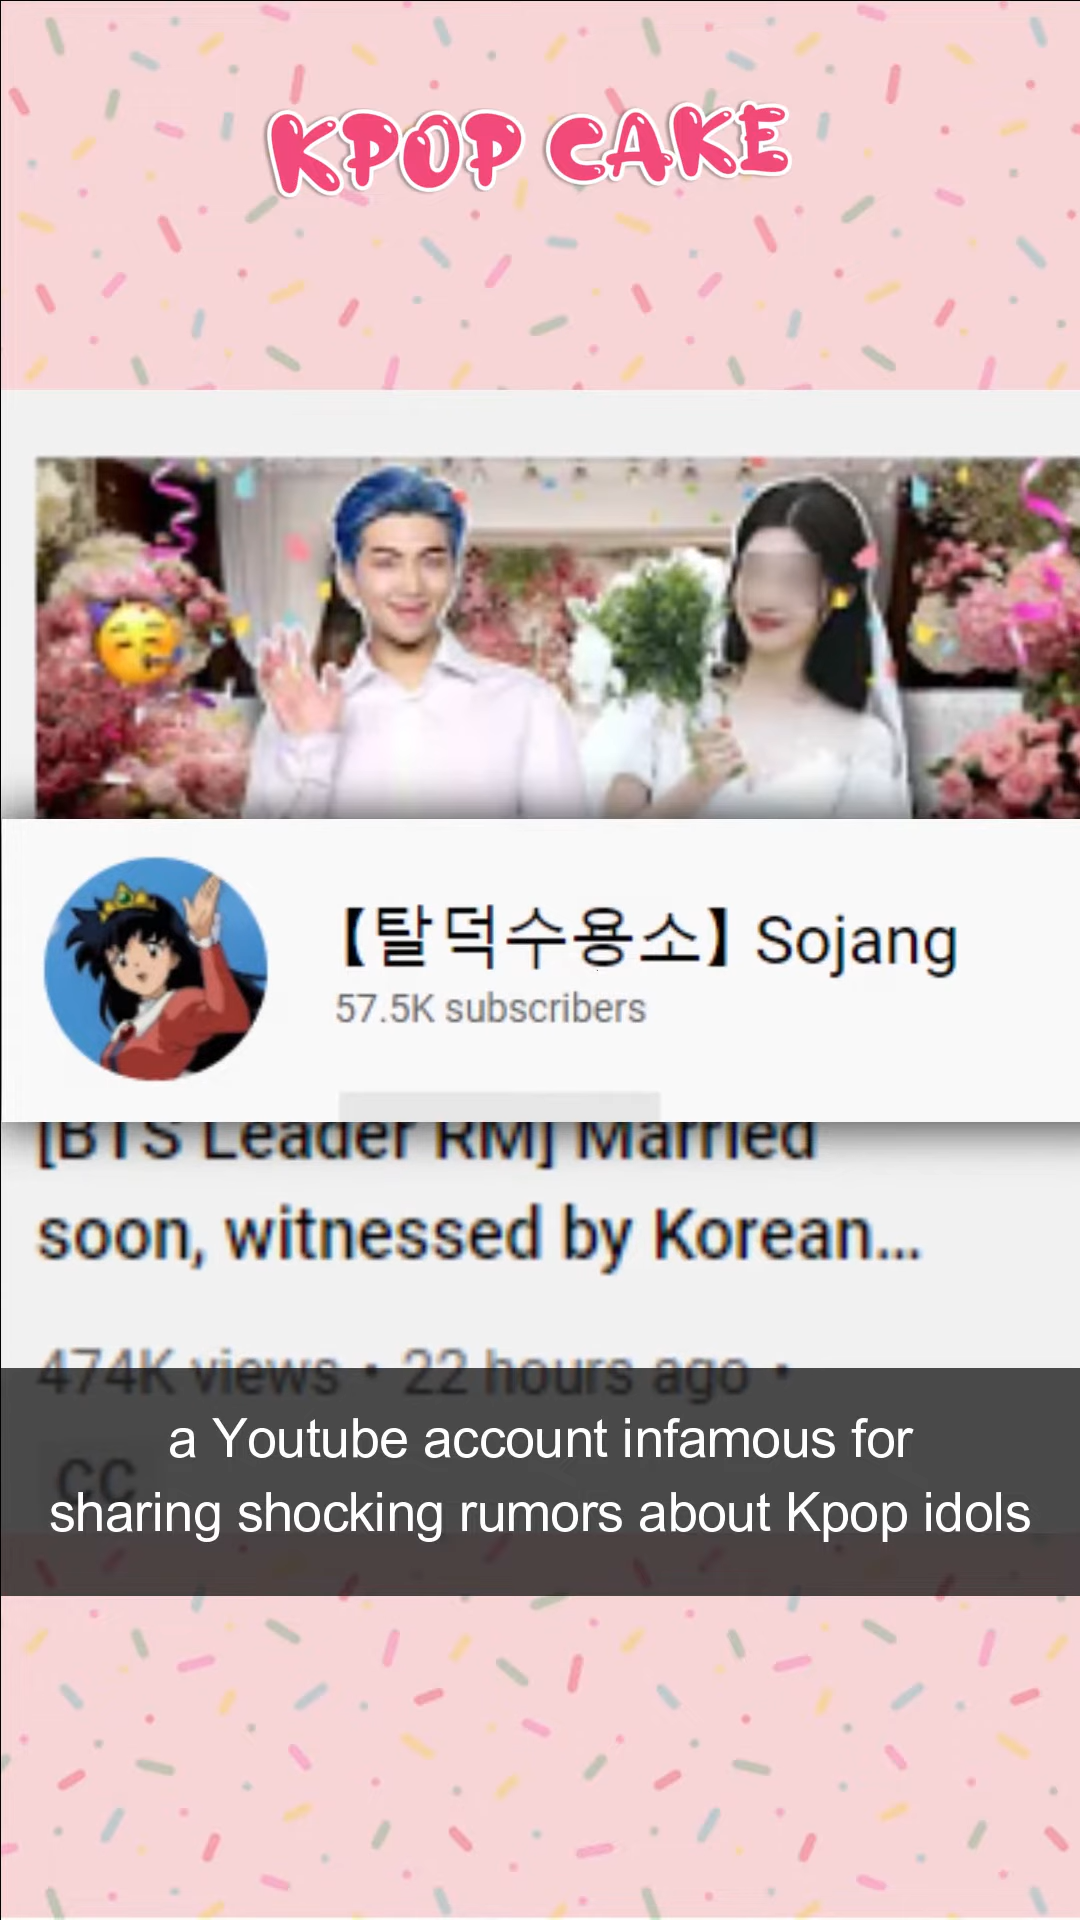 KPOP CAKE
【탈덕수용소】 Sojang
57.5K subscribers
[BTS Leader RM] Married
soon, witnessed by Korean...
474K views • 22 hours ago •
CC
a Youtube account infamous for
sharing shocking rumors about Kpop idols